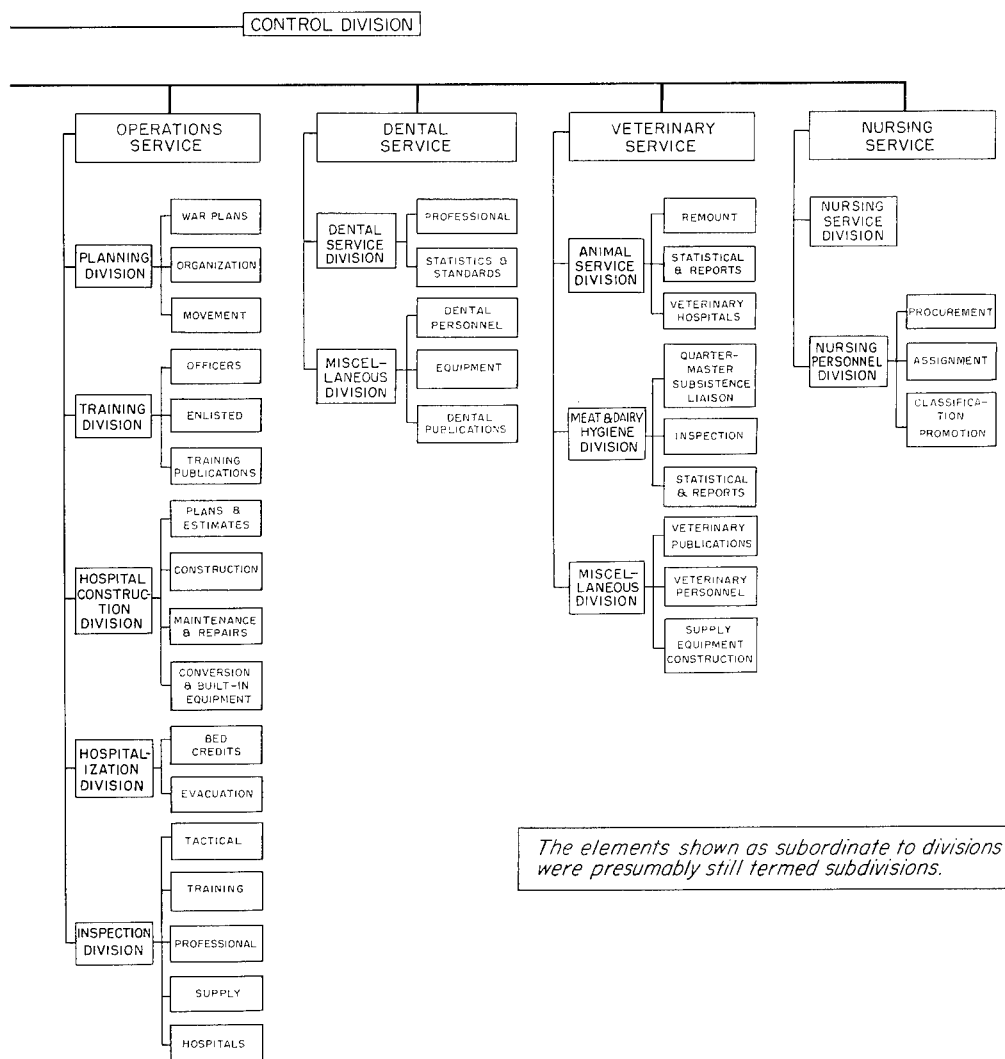 CONTROL DIVISION
OPERATIONS
SERVICE
PLANNING
DIVISION
WAR PLANS
ORGANIZATION
MOVEMENT
TRAINING
DIVISION
OFFICERS
ENLISTED
TRAINING
PUBLICATIONS
HOSPITAL
CONSTRUC-
TION
DIVISION
PLANS &
ESTIMATES
CONSTRUCTION
MAINTENANCE
& REPAIRS
CONVERSION
& BUILT-IN
EQUIPMENT
HOSPITAL-
IZATION
DIVISION
BED
CREDITS
EVACUATION
INSPECTION
DIVISION
TACTICAL
TRAINING
PROFESSIONAL
SUPPLY
HOSPITALS
DENTAL
SERVICE
DENTAL
SERVICE
DIVISION
PROFESSIONAL
STATISTICS &
STANDARDS
MISCEL-
LANEOUS
DIVISION
DENTAL
PERSONNEL
EQUIPMENT
DENTAL
PUBLICATIONS
VETERINARY
SERVICE
ANIMAL
SERVICE
DIVISION
REMOUNT
STATISTICAL
& REPORTS
VETERINARY
HOSPITALS
MEAT & DAIRY
HYGIENE
DIVISION
QUARTER-
MASTER
SUBSISTENCE
LIAISON
INSPECTION
STATISTICAL
& REPORTS
MISCEL-
LANEOUS
DIVISION
VETERINARY
PUBLICATIONS
VETERINARY
PERSONNEL
SUPPLY
EQUIPMENT
CONSTRUCTION
NURSING
SERVICE
NURSING
SERVICE
DIVISION
NURSING
PERSONNEL
DIVISION
PROCUREMENT
ASSIGNMENT
CLASSIFICA-
TION
PROMOTION
The elements shown as subordinate to divisions
were presumably still termed subdivisions.